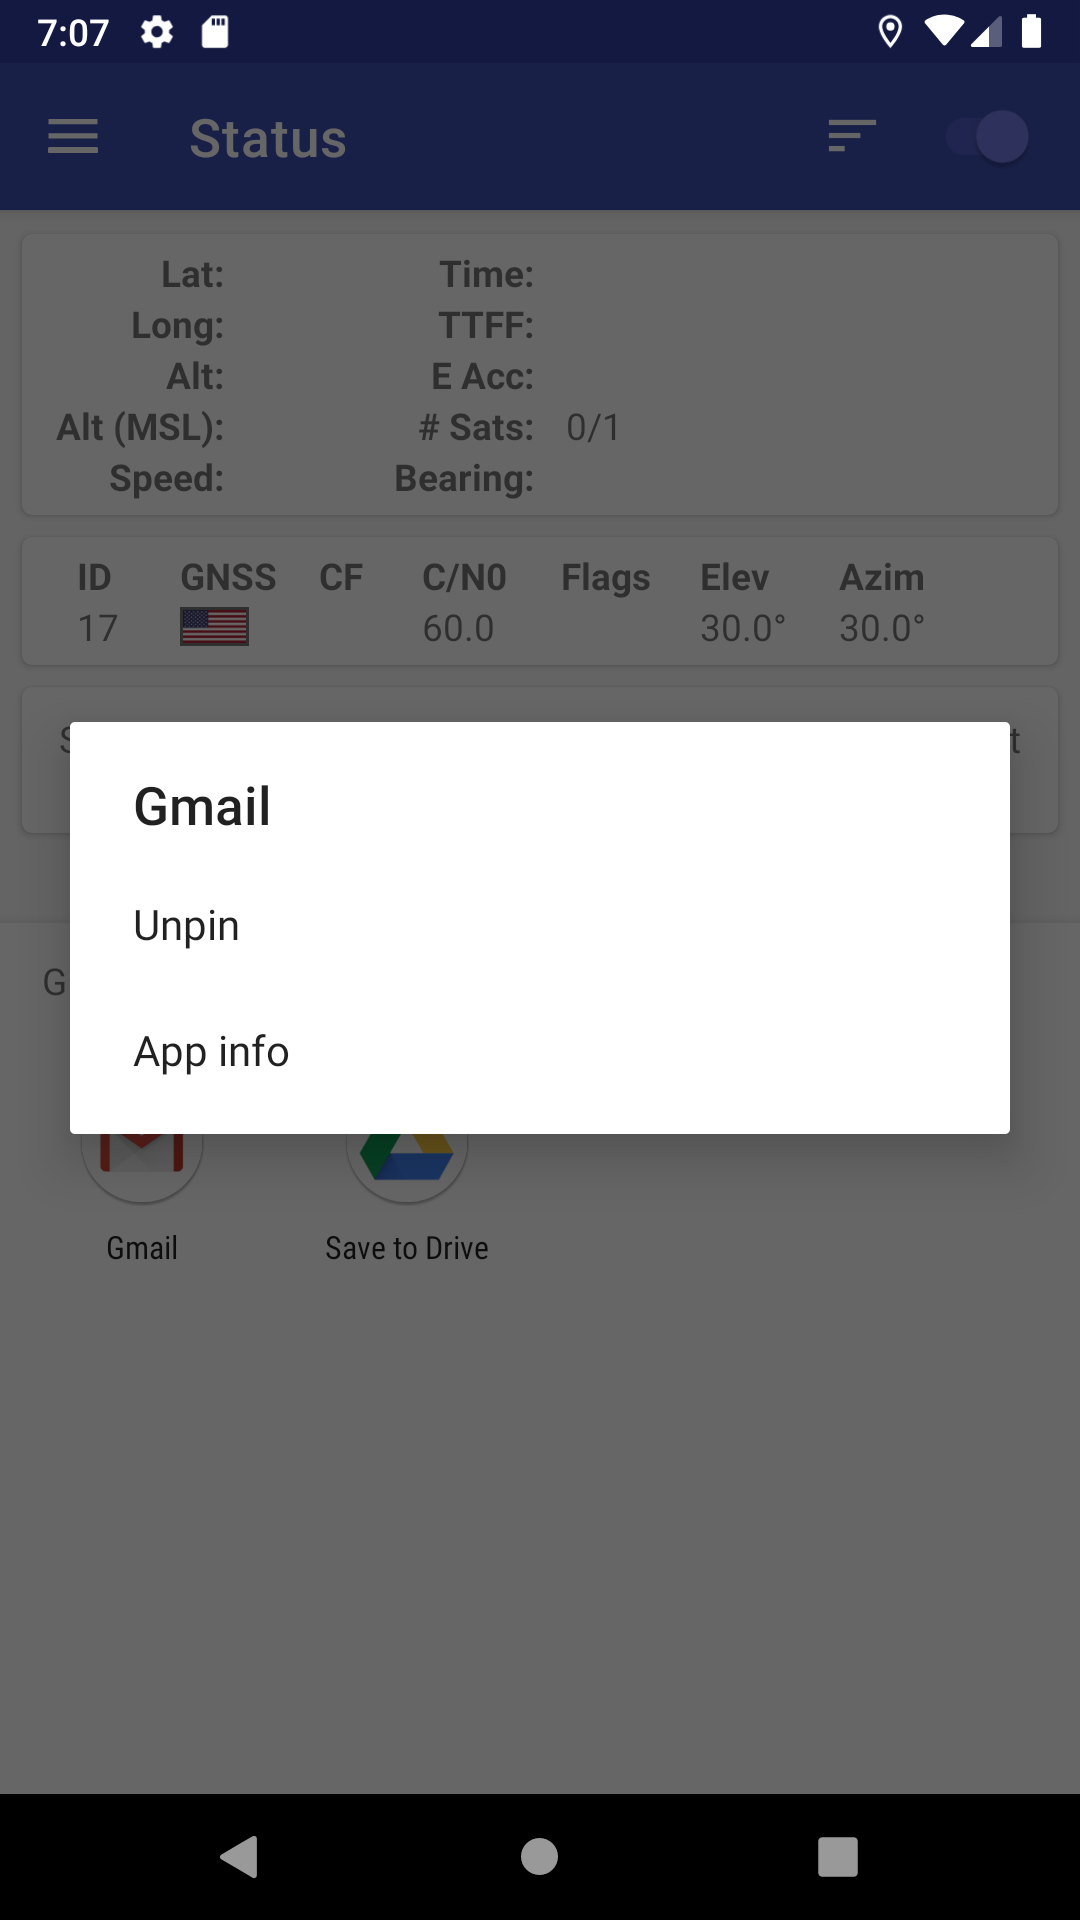 7:07
Status
Lat: Time:
Long: TTFF:
Alt: E Acc:
Alt (MSL): # Sats: 0/1
Speed: Bearing:
ID GNSS CF C/N0 Flags Elev Azim
17 60.0 30.0° 30.0°
Gmail
Unpin
App info
Gmail Save to Drive